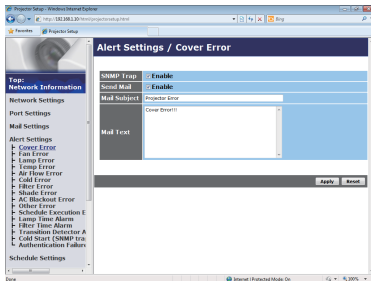 Projector Setup - Windows Internet Explorer
http://192.168.1.10/html/projectorsetup.html
Bing
Favorites
Projector Setup
Top:
Network Information
Network Settings
Port Settings
Mail Settings
Alert Settings
Cover Error
Fan Error
Lamp Error
Temp Error
Air Flow Error
Cold Error
Filter Error
Shade Error
AC Blackout Error
Other Error
Schedule Execution E
Lamp Time Alarm
Filter Time Alarm
Transition Detector A
Cold Start (SNMP tra
Authentication Failur
Schedule Settings
Alert Settings / Cover Error
SNMP Trap Enable
Send Mail Enable
Mail Subject Projector Error
Mail Text Cover Error!!!
Apply Reset
Done
Internet | Protected Mode: On
100%